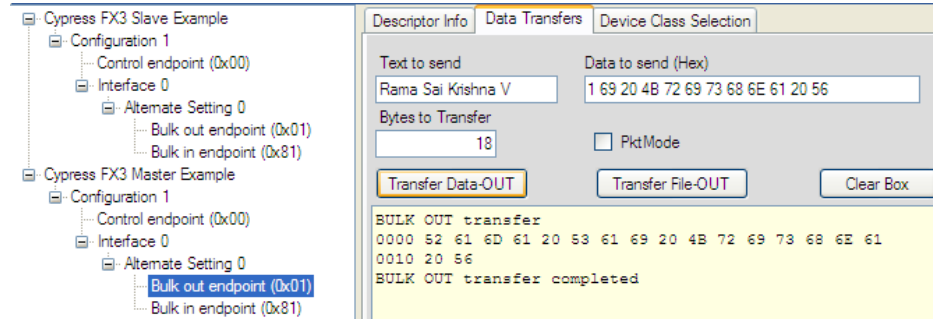 Cypress FX3 Slave Example
Configuration 1
Control endpoint (0x00)
Interface 0
Alternate Setting 0
Bulk out endpoint (0x01)
Bulk in endpoint (0x81)
Cypress FX3 Master Example
Configuration 1
Control endpoint (0x00)
Interface 0
Alternate Setting 0
Bulk out endpoint (0x01)
Bulk in endpoint (0x81)
Descriptor Info Data Transfers Device Class Selection
Text to send Data to send (Hex)
Rama Sai Krishna V 1 69 20 4B 72 69 73 68 6E 61 20 56
Bytes to Transfer
18 PktMode
Transfer Data-OUT Transfer File-OUT Clear Box
BULK OUT transfer
0000 52 61 6D 61 20 53 61 69 20 4B 72 69 73 68 6E 61
0010 20 56
BULK OUT transfer completed